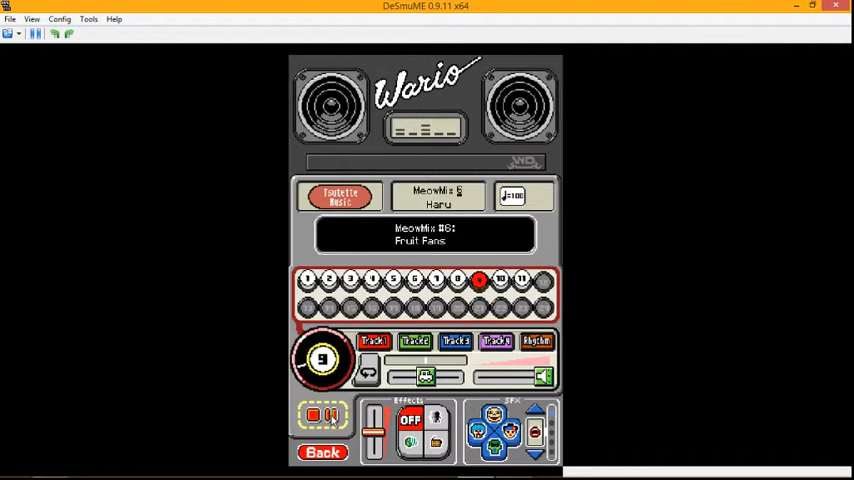 DeSmuME 0.9.11 x64
File View Config Tools Help
Wario
Tsutette
Music
MeowMix 6
Haru
♩=100
MeowMix #6:
Fruit Fans
1 2 3 4 5 6 7 8 9 10 11
9
Track1 Track2 Track3 Track4 Rhythm
Effects
SFX
OFF
Back